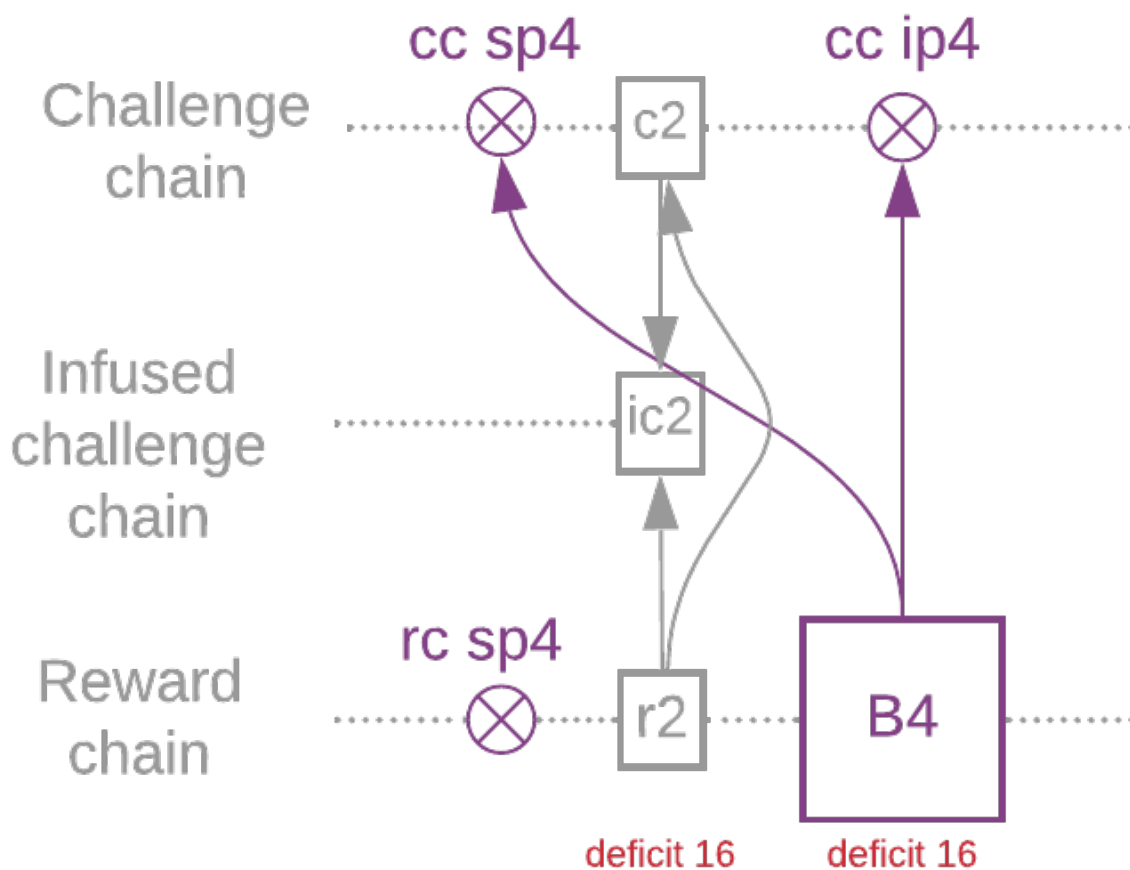 cc sp4
cc ip4
Challenge
chain
c2
Infused
challenge
chain
ic2
rc sp4
Reward
chain
r2
B4
deficit 16
deficit 16